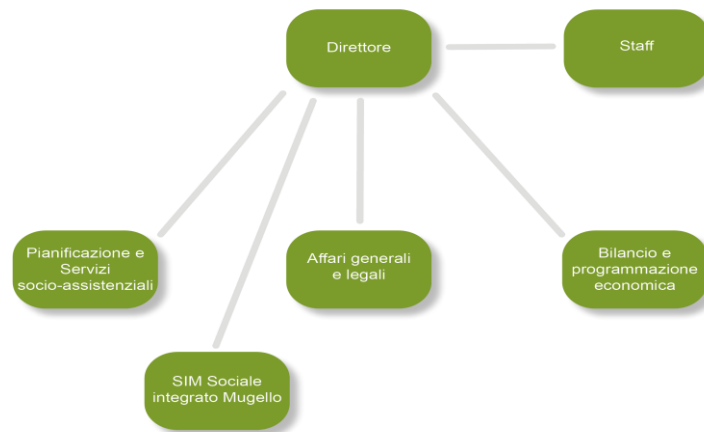 Direttore
Staff
Pianificazione e
Servizi
socio-assistenziali
Affari generali
e legali
Bilancio e
programmazione
economica
SIM Sociale
integrato Mugello